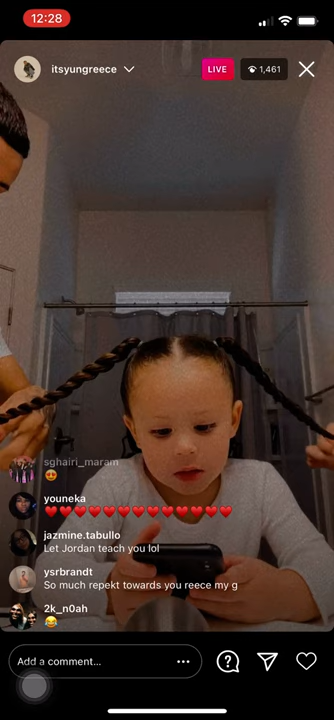 12:28
itsyungreece
LIVE
1,461
sghairi_maram
😍
youneka
❤️❤️❤️❤️❤️❤️❤️❤️❤️❤️❤️❤️❤️
jazmine.tabullo
Let Jordan teach you lol
ysrbrandt
So much repekt towards you reece my g
2k_n0ah
😂
Add a comment...